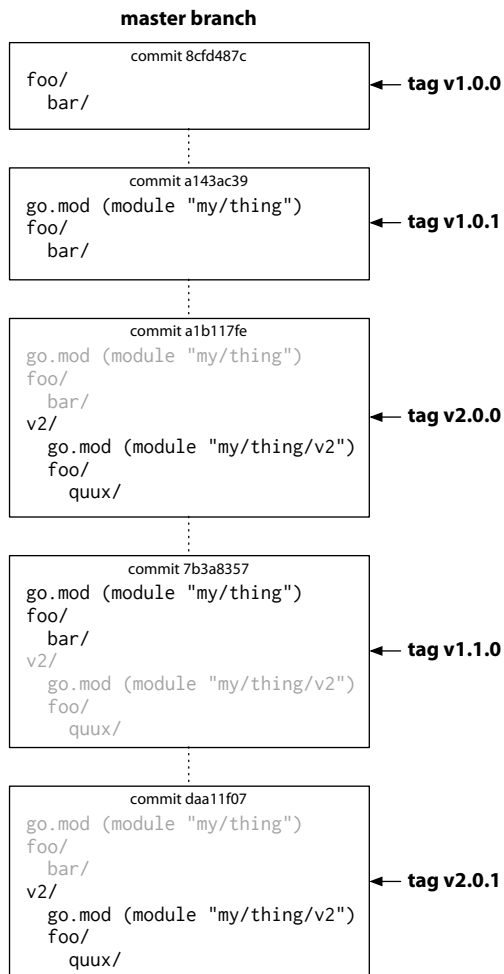 master branch
commit 8cfd487c
foo/
bar/
tag v1.0.0
commit a143ac39
go.mod (module "my/thing")
foo/
bar/
tag v1.0.1
commit a1b117fe
go.mod (module "my/thing")
foo/
bar/
v2/
go.mod (module "my/thing/v2")
foo/
quux/
tag v2.0.0
commit 7b3a8357
go.mod (module "my/thing")
foo/
bar/
v2/
go.mod (module "my/thing/v2")
foo/
quux/
tag v1.1.0
commit daa11f07
go.mod (module "my/thing")
foo/
bar/
v2/
go.mod (module "my/thing/v2")
foo/
quux/
tag v2.0.1